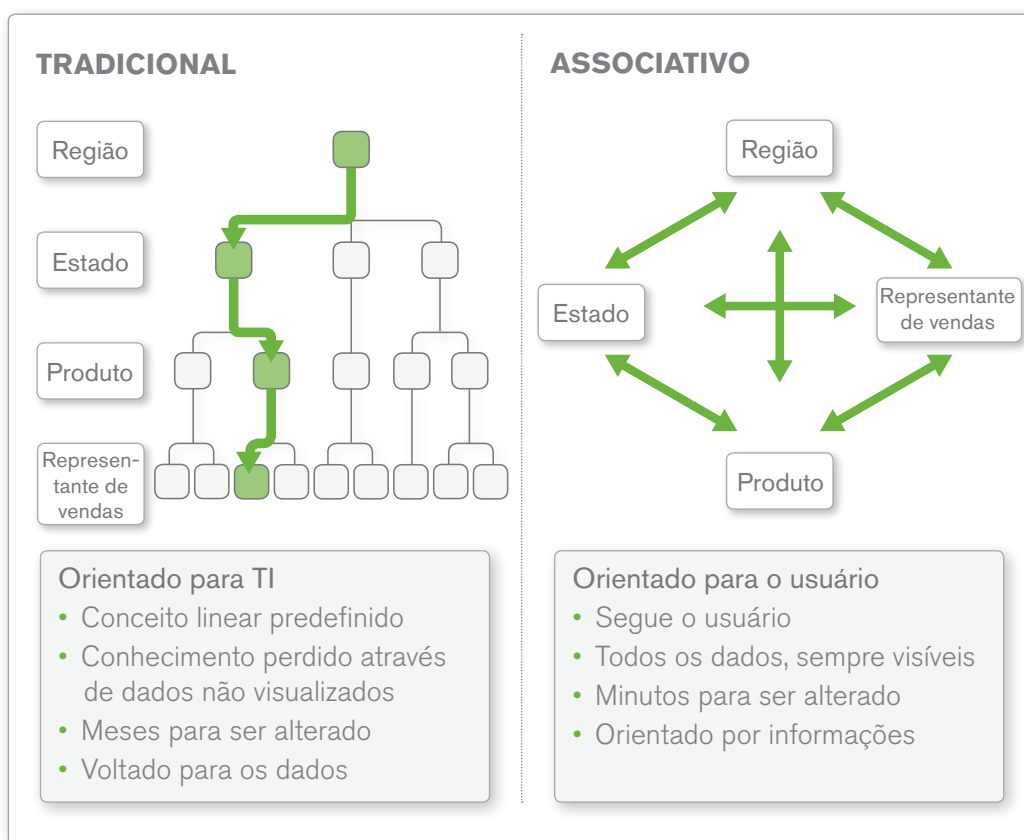 TRADICIONAL
Região
Estado
Produto
Represen-
tante de
vendas
Orientado para TI
• Conceito linear predefinido
• Conhecimento perdido através
de dados não visualizados
• Meses para ser alterado
• Voltado para os dados
ASSOCIATIVO
Região
Estado
Representante
de vendas
Produto
Orientado para o usuário
• Segue o usuário
• Todos os dados, sempre visíveis
• Minutos para ser alterado
• Orientado por informações